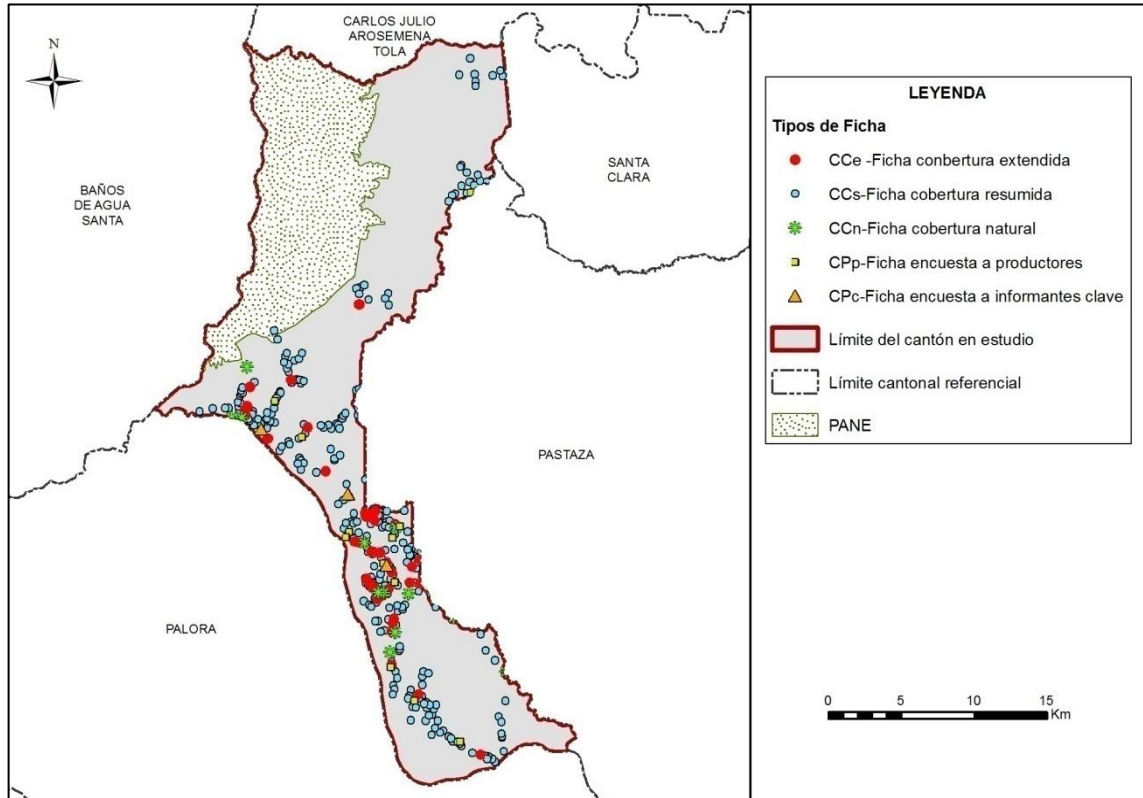 N
CARLOS JULIO
AROSEMENA
TOLA
SANTA
CLARA
BAÑOS
DE AGUA
SANTA
PASTAZA
PALORA
LEYENDA
Tipos de Ficha
CCe -Ficha conbertura extendida
CCs-Ficha cobertura resumida
CCn-Ficha cobertura natural
CPp-Ficha encuesta a productores
CPc-Ficha encuesta a informantes clave
Límite del cantón en estudio
Límite cantonal referencial
PANE
0 5 10 15
Km